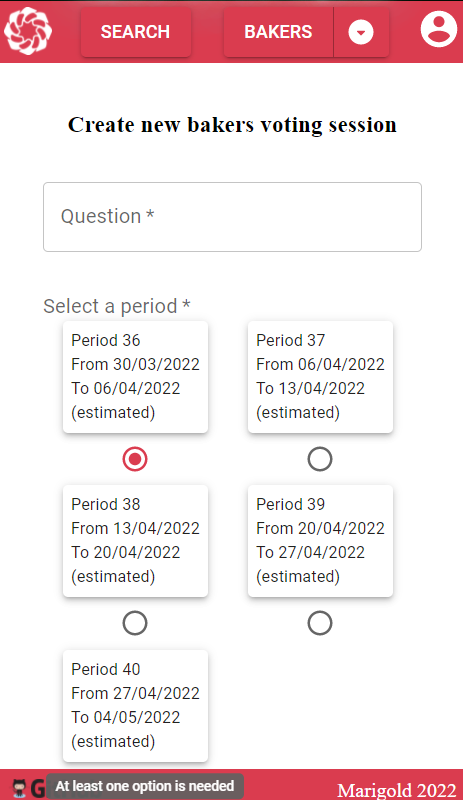 SEARCH
BAKERS
Create new bakers voting session
Question *
Select a period *
Period 36
From 30/03/2022
To 06/04/2022
(estimated)
Period 37
From 06/04/2022
To 13/04/2022
(estimated)
Period 38
From 13/04/2022
To 20/04/2022
(estimated)
Period 39
From 20/04/2022
To 27/04/2022
(estimated)
Period 40
From 27/04/2022
To 04/05/2022
(estimated)
G
At least one option is needed
Marigold 2022